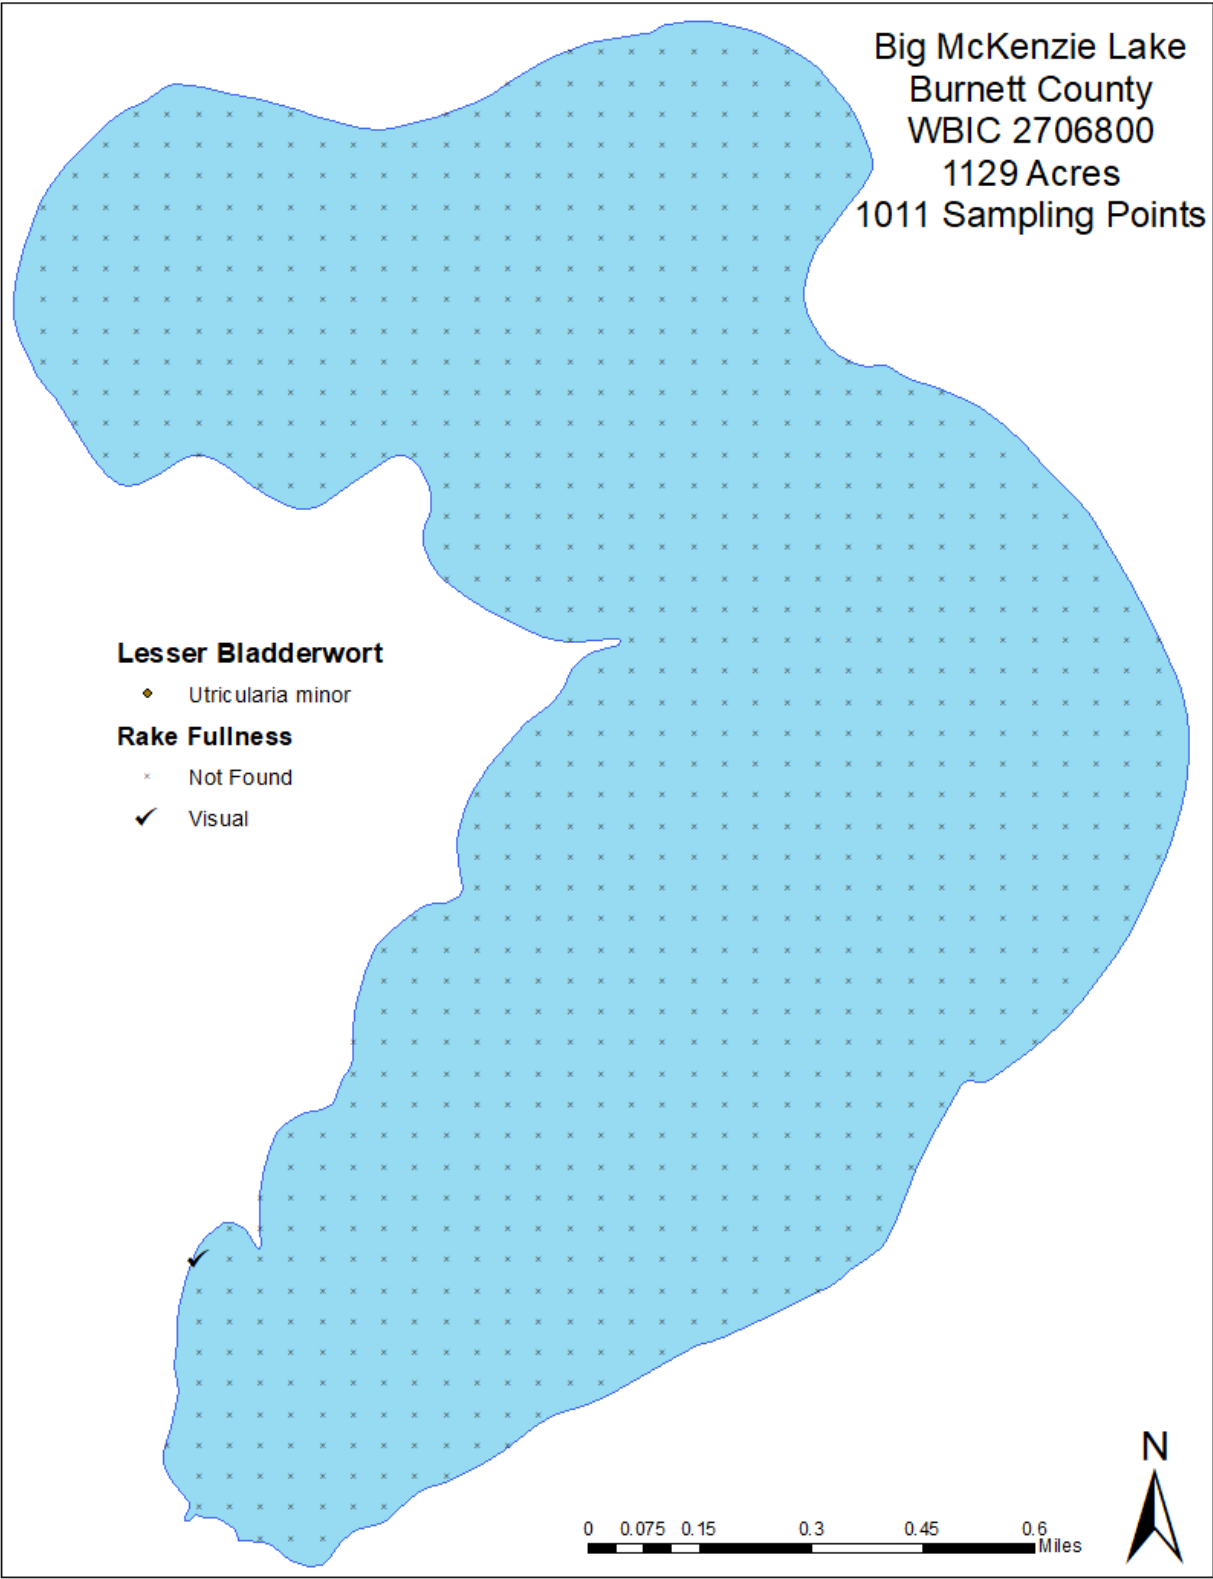 Big McKenzie Lake
Burnett County
WBIC 2706800
1129 Acres
1011 Sampling Points
Lesser Bladderwort
Utricularia minor
Rake Fullness
Not Found
Visual
N
0 0.075 0.15 0.3 0.45 0.6
Miles